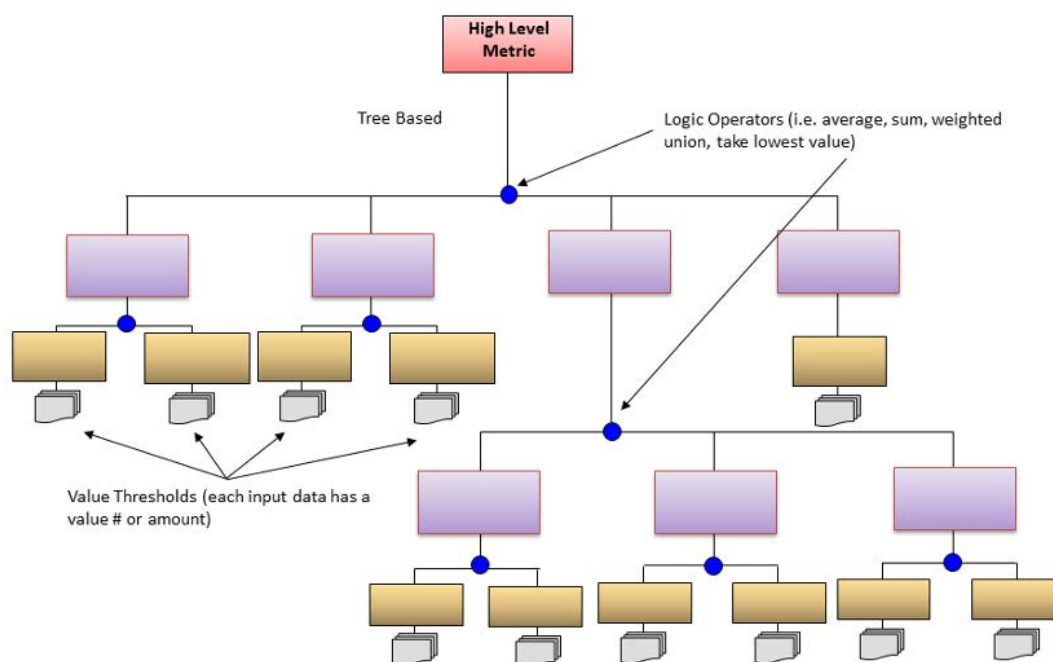 High Level
Metric
Tree Based
Logic Operators (i.e. average, sum, weighted
union, take lowest value)
Value Thresholds (each input data has a
value # or amount)